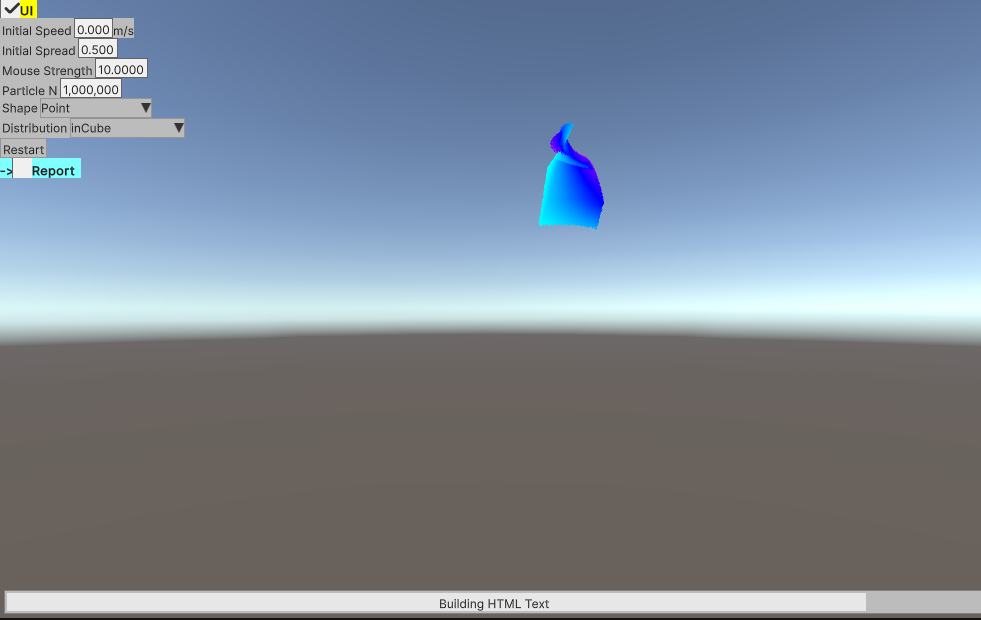 UI
Initial Speed 0.000 m/s
Initial Spread 0.500
Mouse Strength 10.0000
Particle N 1,000,000
Shape Point
Distribution inCube
Restart
-> Report
Building HTML Text